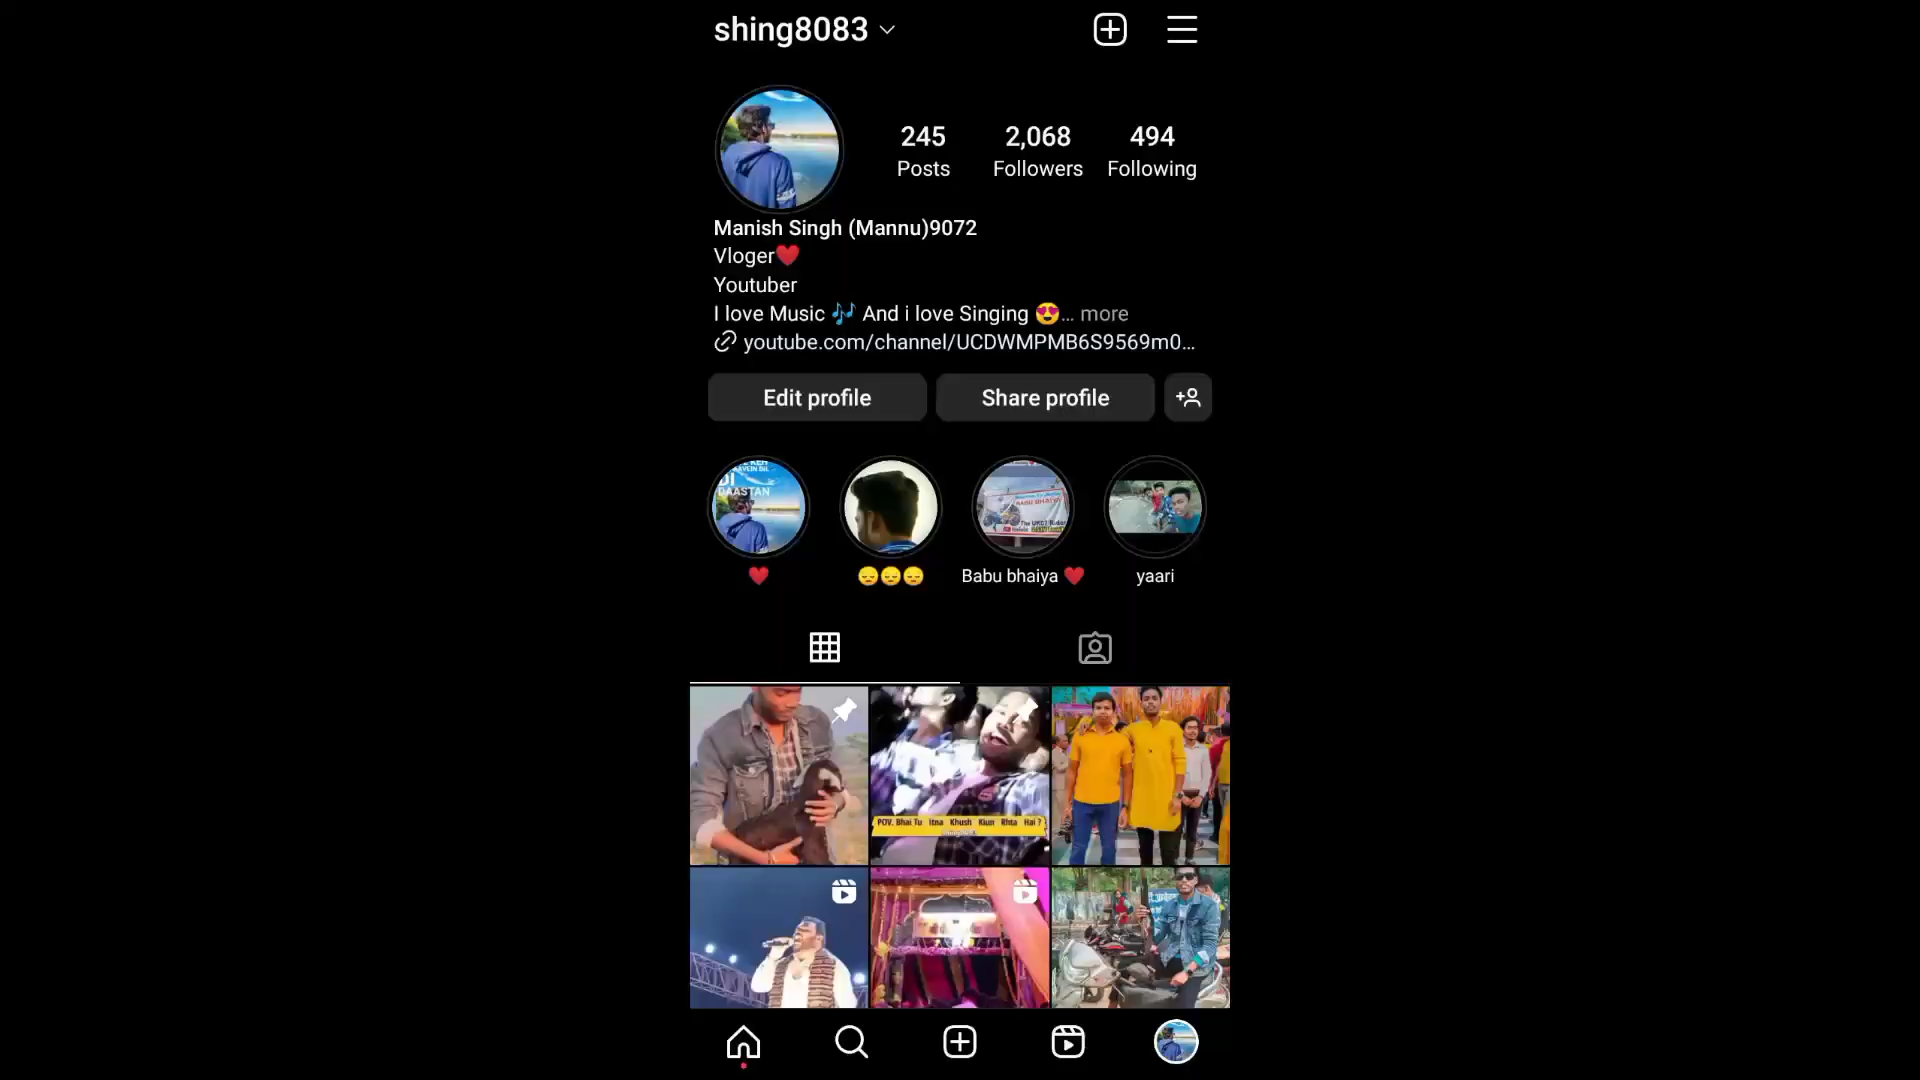 shing8083
245 2,068 494
Posts Followers Following
Manish Singh (Mannu)9072
Vloger❤️
Youtuber
I love Music 🎶 And i love Singing 😍... more
youtube.com/channel/UCDWMPMB6S9569m0...
Edit profile Share profile
DAASTAN
❤️ 😞😞😞 Babu bhaiya ❤️ yaari
POV. Bhai Tu itna Khush Kiun Rhta Hai ?